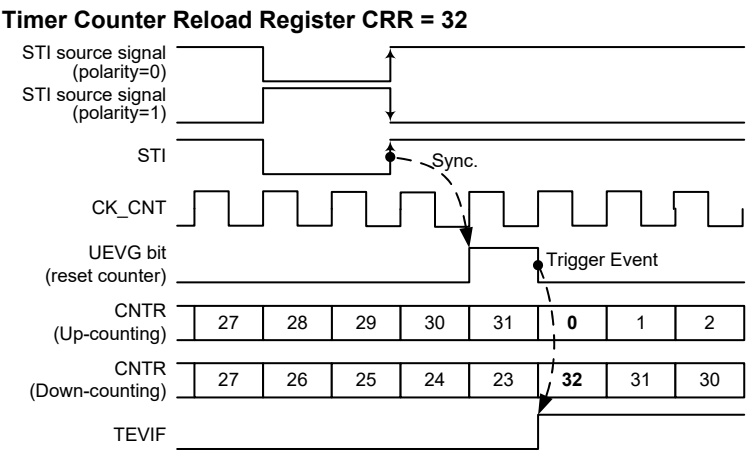 Timer Counter Reload Register CRR = 32
STI source signal
(polarity=0)
STI source signal
(polarity=1)
STI
Sync.
CK_CNT
UEVG bit
(reset counter)
Trigger Event
CNTR
(Up-counting)
27 28 29 30 31 0 1 2
CNTR
(Down-counting)
27 26 25 24 23 32 31 30
TEVIF